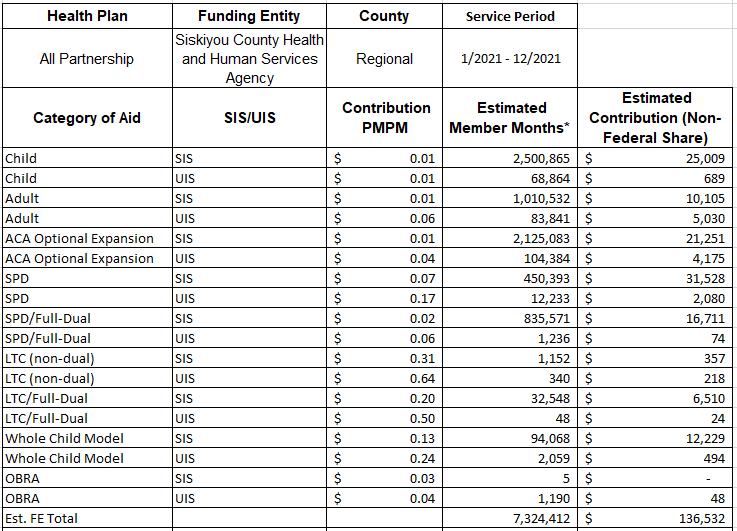 Health Plan Funding Entity County Service Period
All Partnership Siskiyou County Health and Human Services Agency Regional 1/2021 - 12/2021
Category of Aid SIS/UIS Contribution PMPM Estimated Member Months* Estimated Contribution (Non-Federal Share)
Child SIS $ 0.01 2,500,865 $ 25,009
Child UIS $ 0.01 68,864 $ 689
Adult SIS $ 0.01 1,010,532 $ 10,105
Adult UIS $ 0.06 83,841 $ 5,030
ACA Optional Expansion SIS $ 0.01 2,125,083 $ 21,251
ACA Optional Expansion UIS $ 0.04 104,384 $ 4,175
SPD SIS $ 0.07 450,393 $ 31,528
SPD UIS $ 0.17 12,233 $ 2,080
SPD/Full-Dual SIS $ 0.02 835,571 $ 16,711
SPD/Full-Dual UIS $ 0.06 1,236 $ 74
LTC (non-dual) SIS $ 0.31 1,152 $ 357
LTC (non-dual) UIS $ 0.64 340 $ 218
LTC/Full-Dual SIS $ 0.20 32,548 $ 6,510
LTC/Full-Dual UIS $ 0.50 48 $ 24
Whole Child Model SIS $ 0.13 94,068 $ 12,229
Whole Child Model UIS $ 0.24 2,059 $ 494
OBRA SIS $ 0.03 5 $ -
OBRA UIS $ 0.04 1,190 $ 48
Est. FE Total 7,324,412 $ 136,532